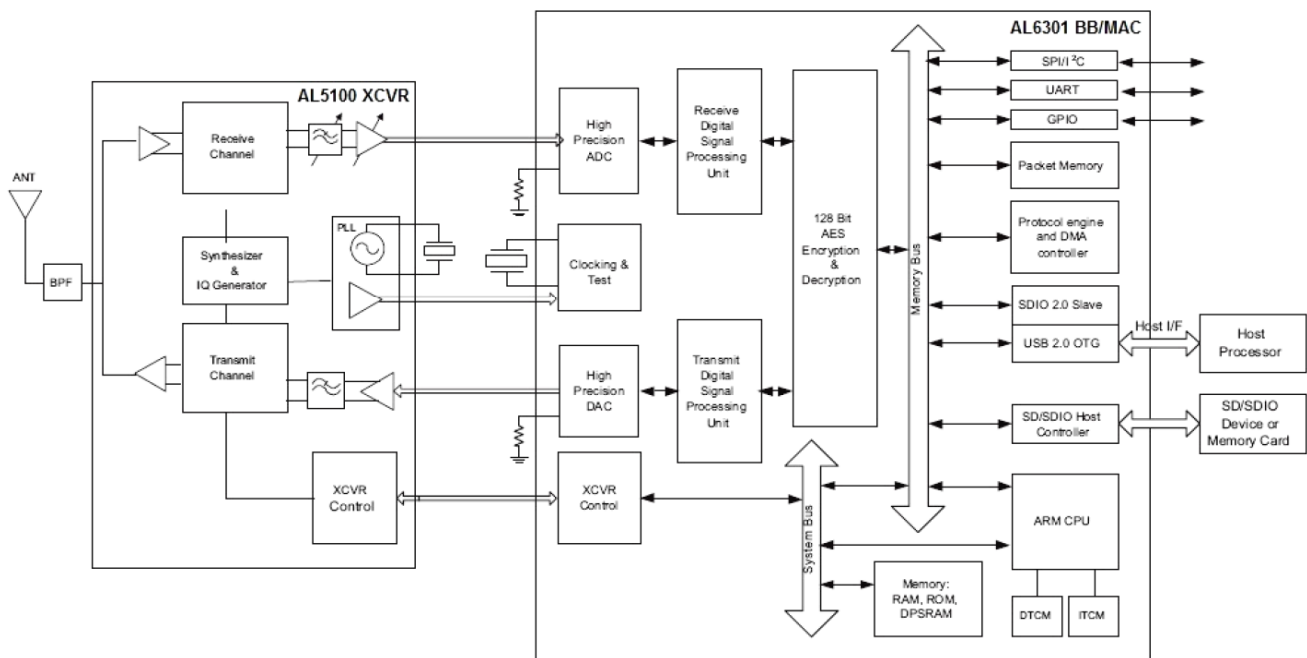 AL6301 BB/MAC
AL5100 XCVR
ANT
BPF
Receive
Channel
PLL
Synthesizer
&
IQ Generator
Transmit
Channel
XCVR
Control
High
Precision
ADC
Receive
Digital
Signal
Processing
Unit
Clocking &
Test
High
Precision
DAC
Transmit
Digital
Signal
Processing
Unit
XCVR
Control
128 Bit
AES
Encryption
&
Decryption
Memory Bus
System Bus
SPI/I²C
UART
GPIO
Packet Memory
Protocol engine
and DMA
controller
SDIO 2.0 Slave
USB 2.0 OTG
Host I/F
Host
Processor
SD/SDIO Host
Controller
SD/SDIO
Device or
Memory Card
ARM CPU
Memory:
RAM, ROM,
DPSRAM
DTCM
ITCM